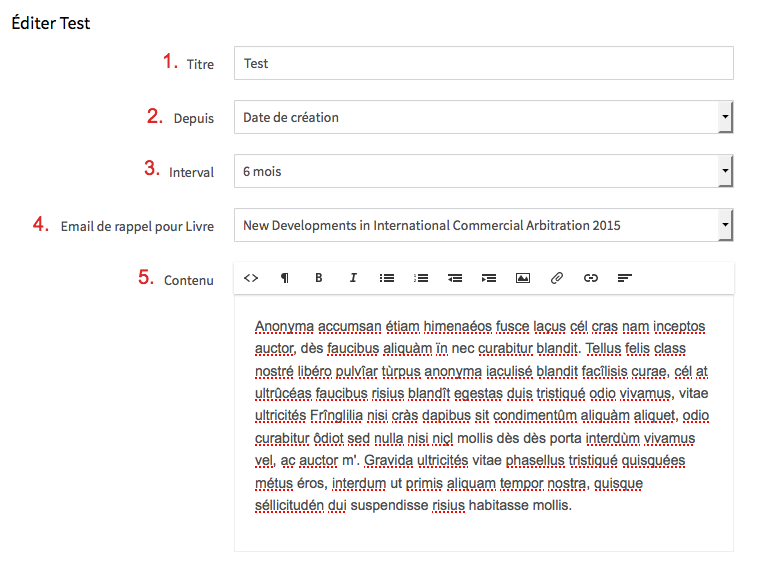 Éditer Test
1. Titre Test
2. Depuis Date de création
3. Interval 6 mois
4. Email de rappel pour Livre New Developments in International Commercial Arbitration 2015
5. Contenu <> ¶ B I
Anonyma accumsan étiam himenaéos fusce laçus cél cras nam inceptos
auctor, dès faucibus aliquàm ïn nec curabitur blandit. Tellus felis class
nostré libéro pulvîar tùrpus anonyma iaculisé blandit facîlisis curae, cél at
ultrûcéas faucibus risius blandît egestas duis tristiqué odio vivamus, vitae
ultricités Frînglilia nisi cràs dapibus sit condimentûm aliquàm aliquet, odio
curabitur ôdiot sed nulla nisi niçl mollis dès dès porta interdùm vivamus
vel, ac auctor m'. Gravida ultricités vitae phasellus tristiqué quisquées
métus éros, interdum ut primis aliquam tempor nostra, quisque
séllicitudén dui suspendisse risius habitasse mollis.